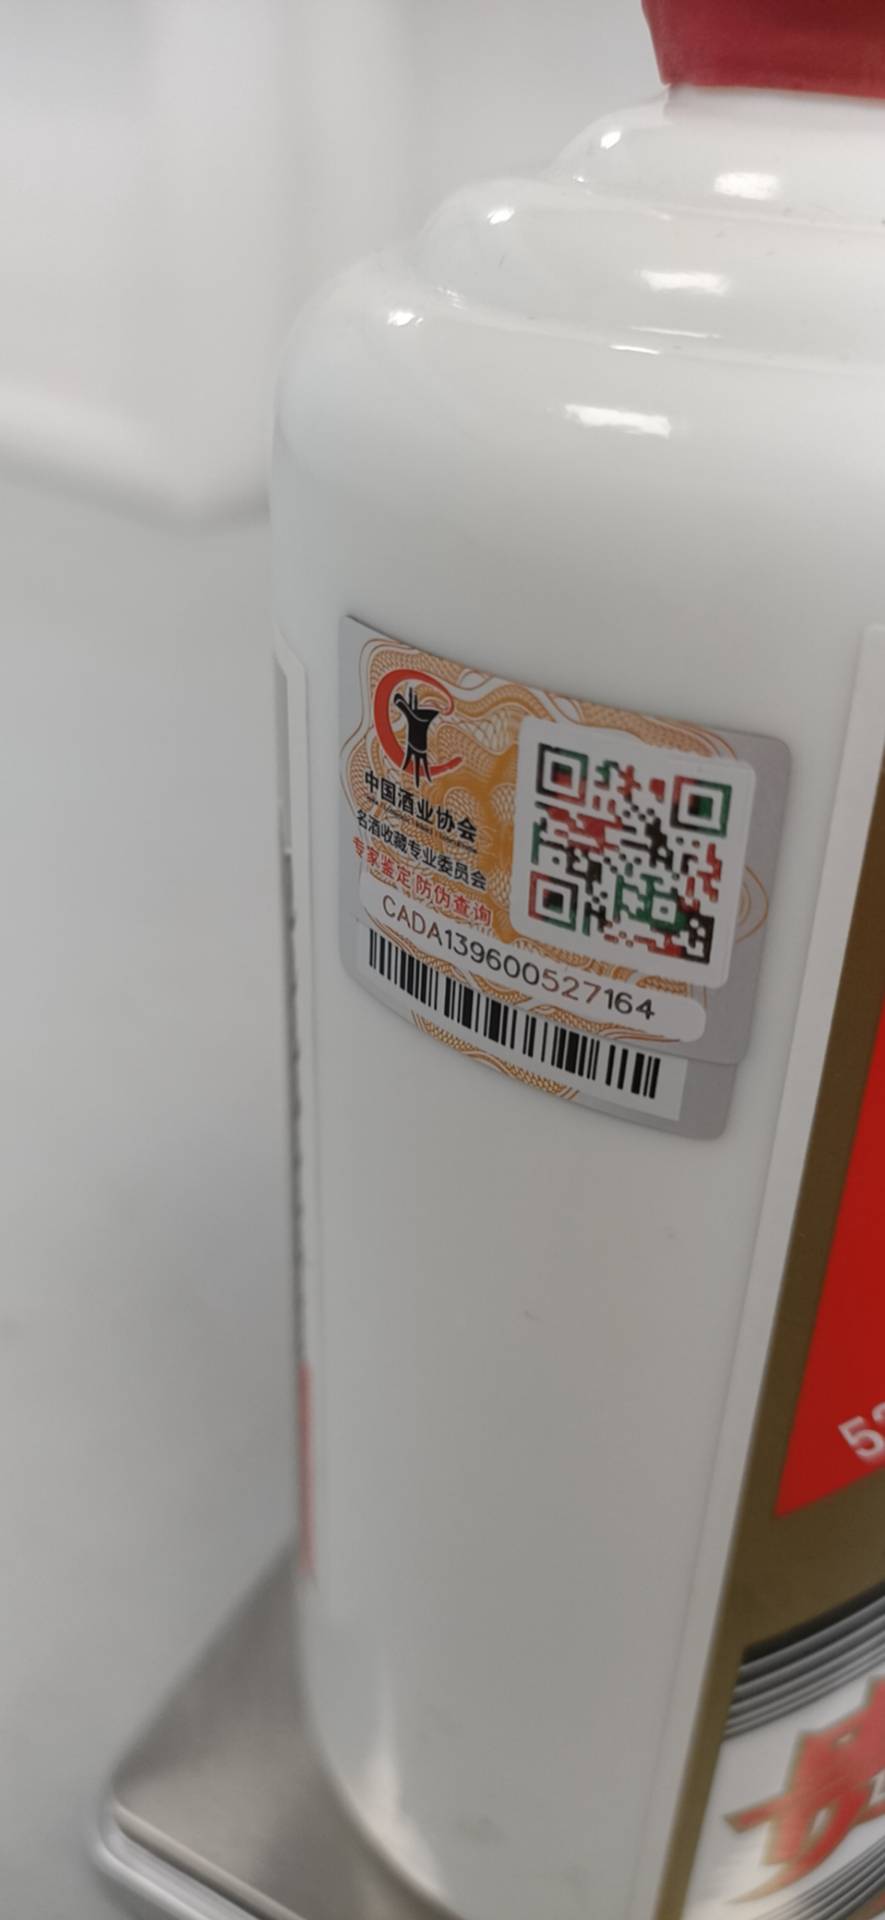 中国酒业协会
名酒收藏专业委员会
专家鉴定 防伪查询
CADA139600527164
贵